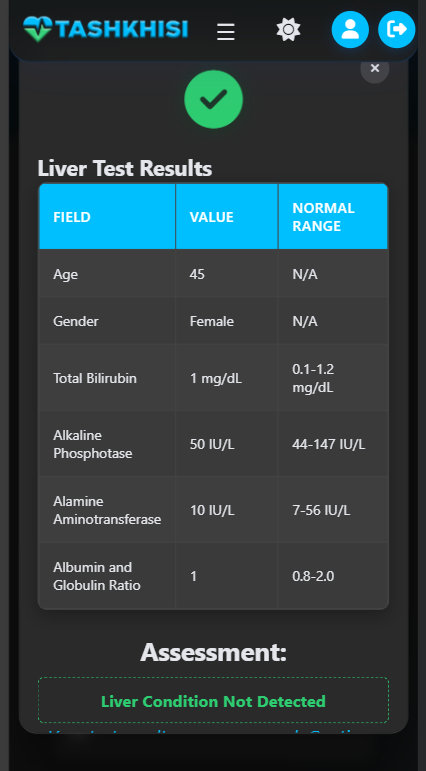 TASHKHISI
Liver Test Results
FIELD VALUE NORMAL
RANGE
Age 45 N/A
Gender Female N/A
Total Bilirubin 1 mg/dL 0.1-1.2
mg/dL
Alkaline
Phosphotase 50 IU/L 44-147 IU/L
Alamine
Aminotransferase 10 IU/L 7-56 IU/L
Albumin and
Globulin Ratio 1 0.8-2.0
Assessment:
Liver Condition Not Detected